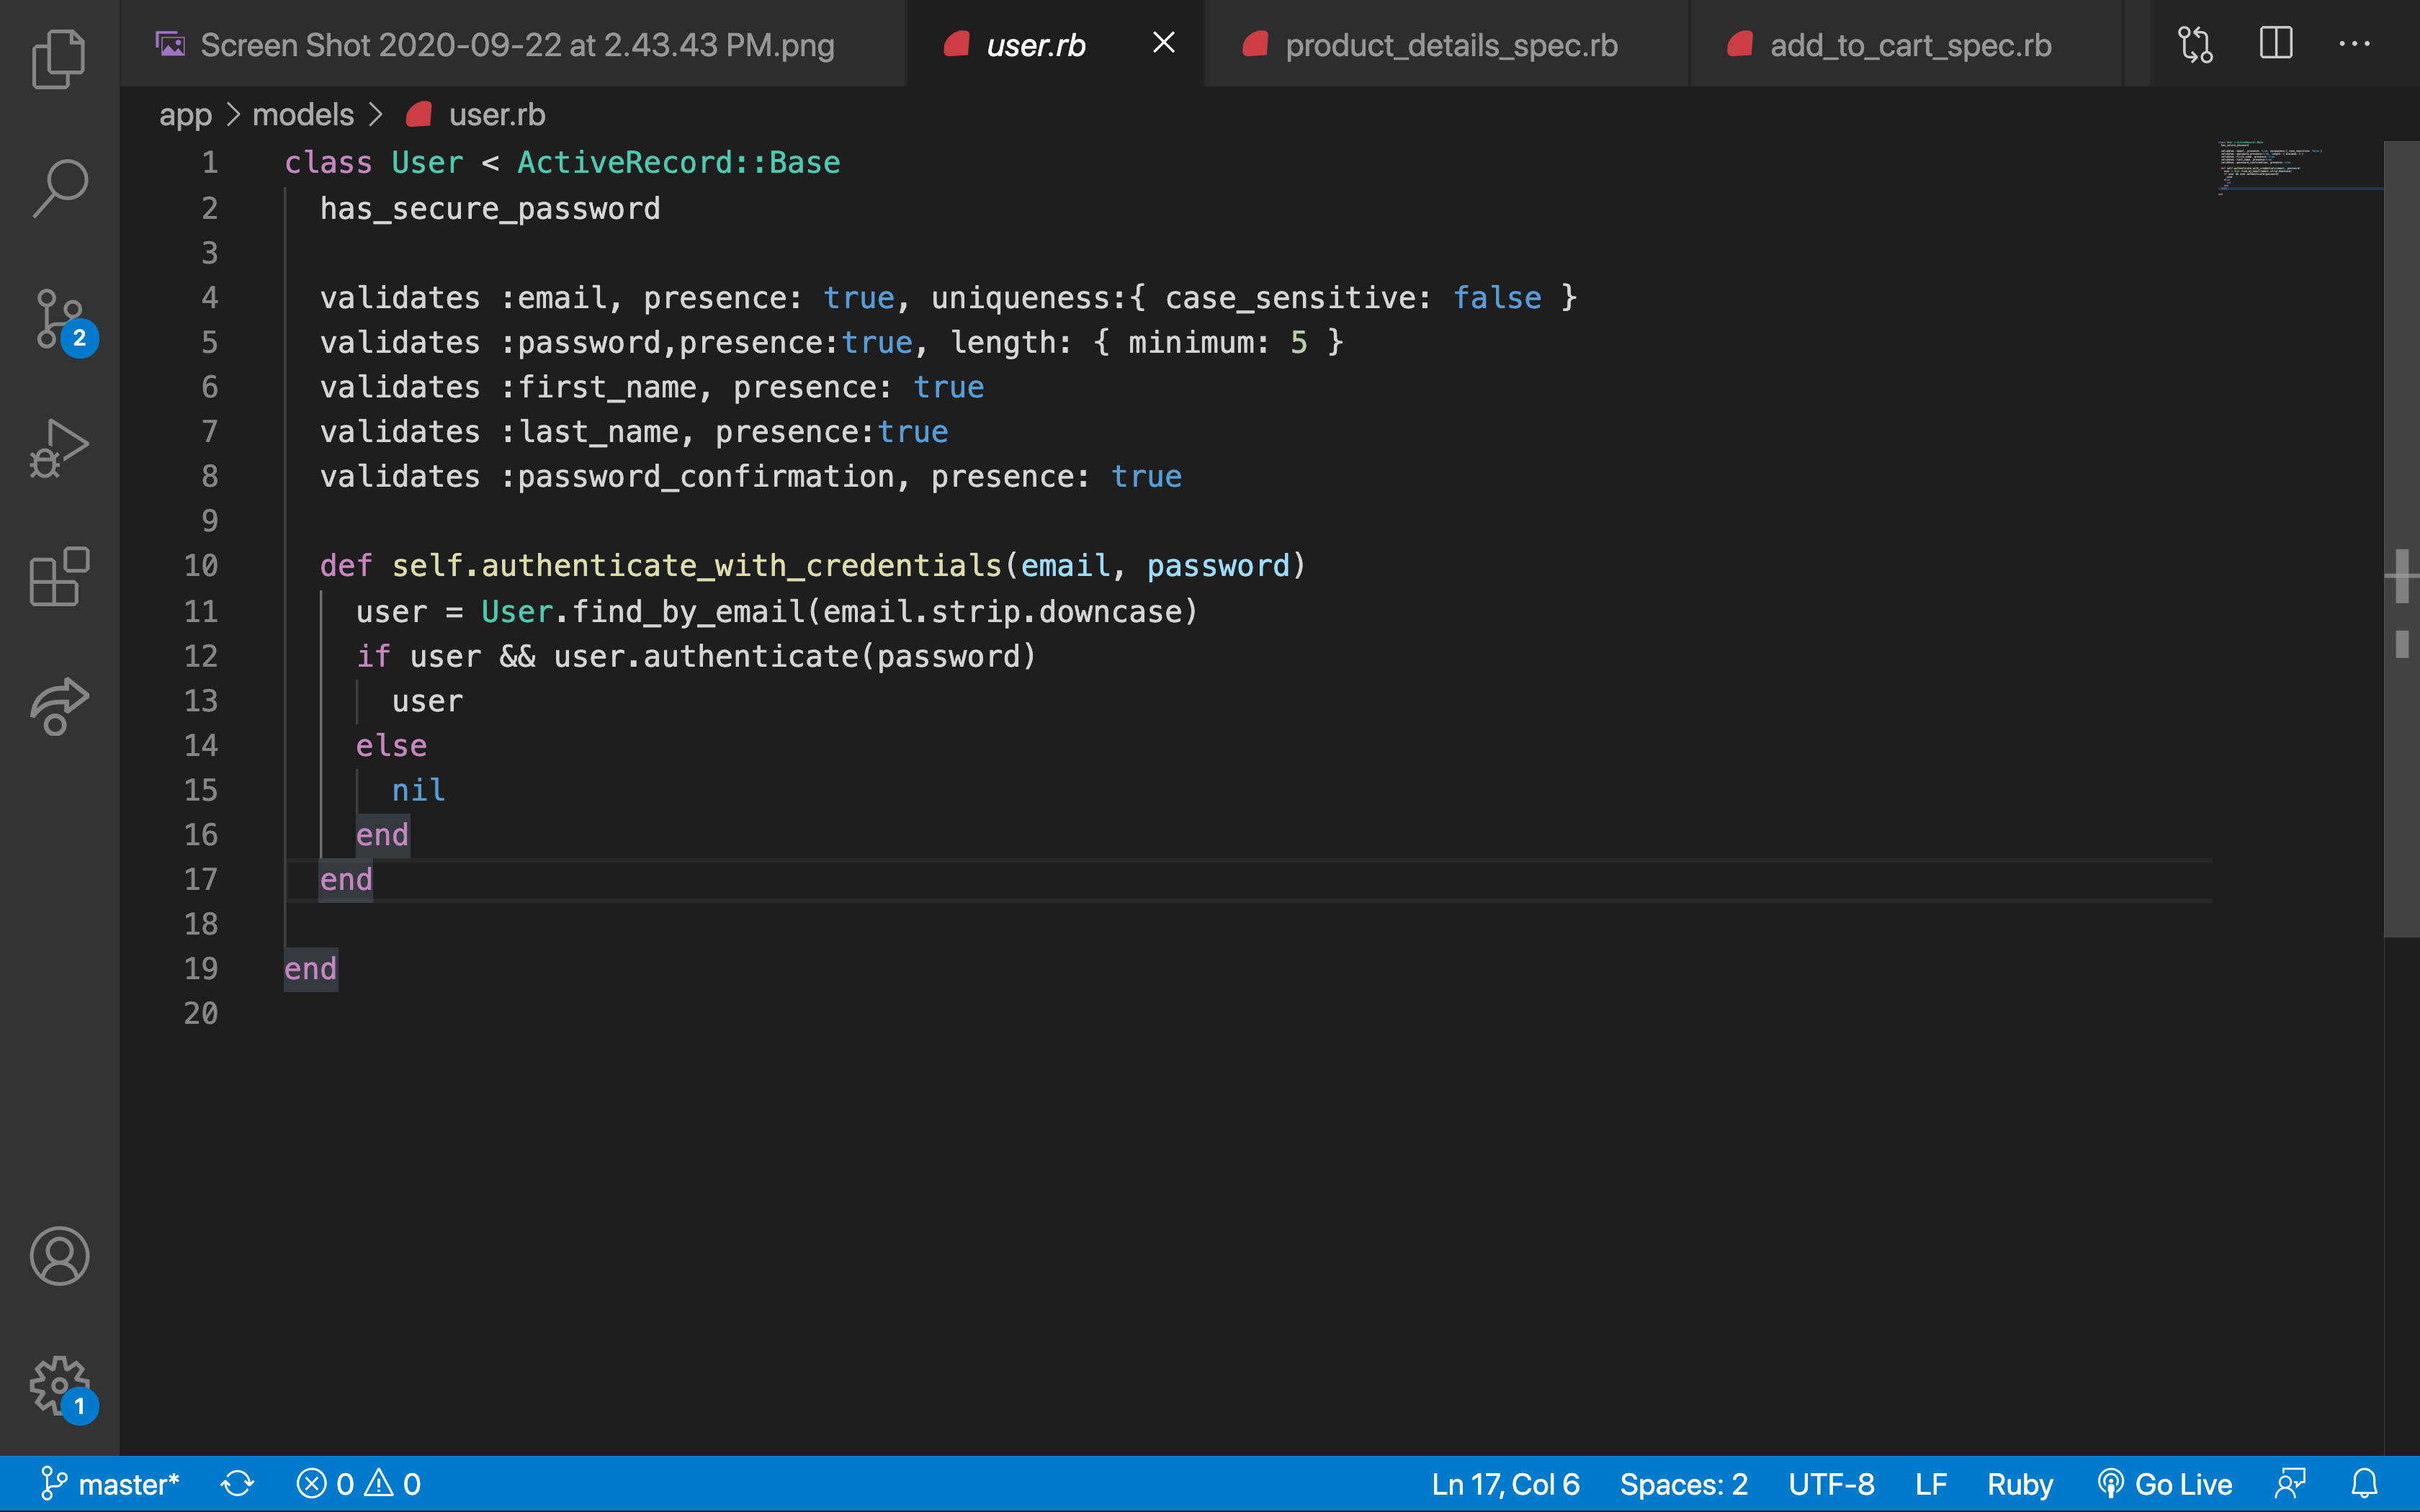 Screen Shot 2020-09-22 at 2.43.43 PM.png user.rb product_details_spec.rb add_to_cart_spec.rb
app > models > user.rb
1 class User < ActiveRecord::Base
2   has_secure_password
3
4   validates :email, presence: true, uniqueness:{ case_sensitive: false }
5   validates :password,presence:true, length: { minimum: 5 }
6   validates :first_name, presence: true
7   validates :last_name, presence:true
8   validates :password_confirmation, presence: true
9
10   def self.authenticate_with_credentials(email, password)
11     user = User.find_by_email(email.strip.downcase)
12     if user && user.authenticate(password)
13       user
14     else
15       nil
16     end
17   end
18
19 end
20
2
1
master* 0 0 Ln 17, Col 6 Spaces: 2 UTF-8 LF Ruby Go Live